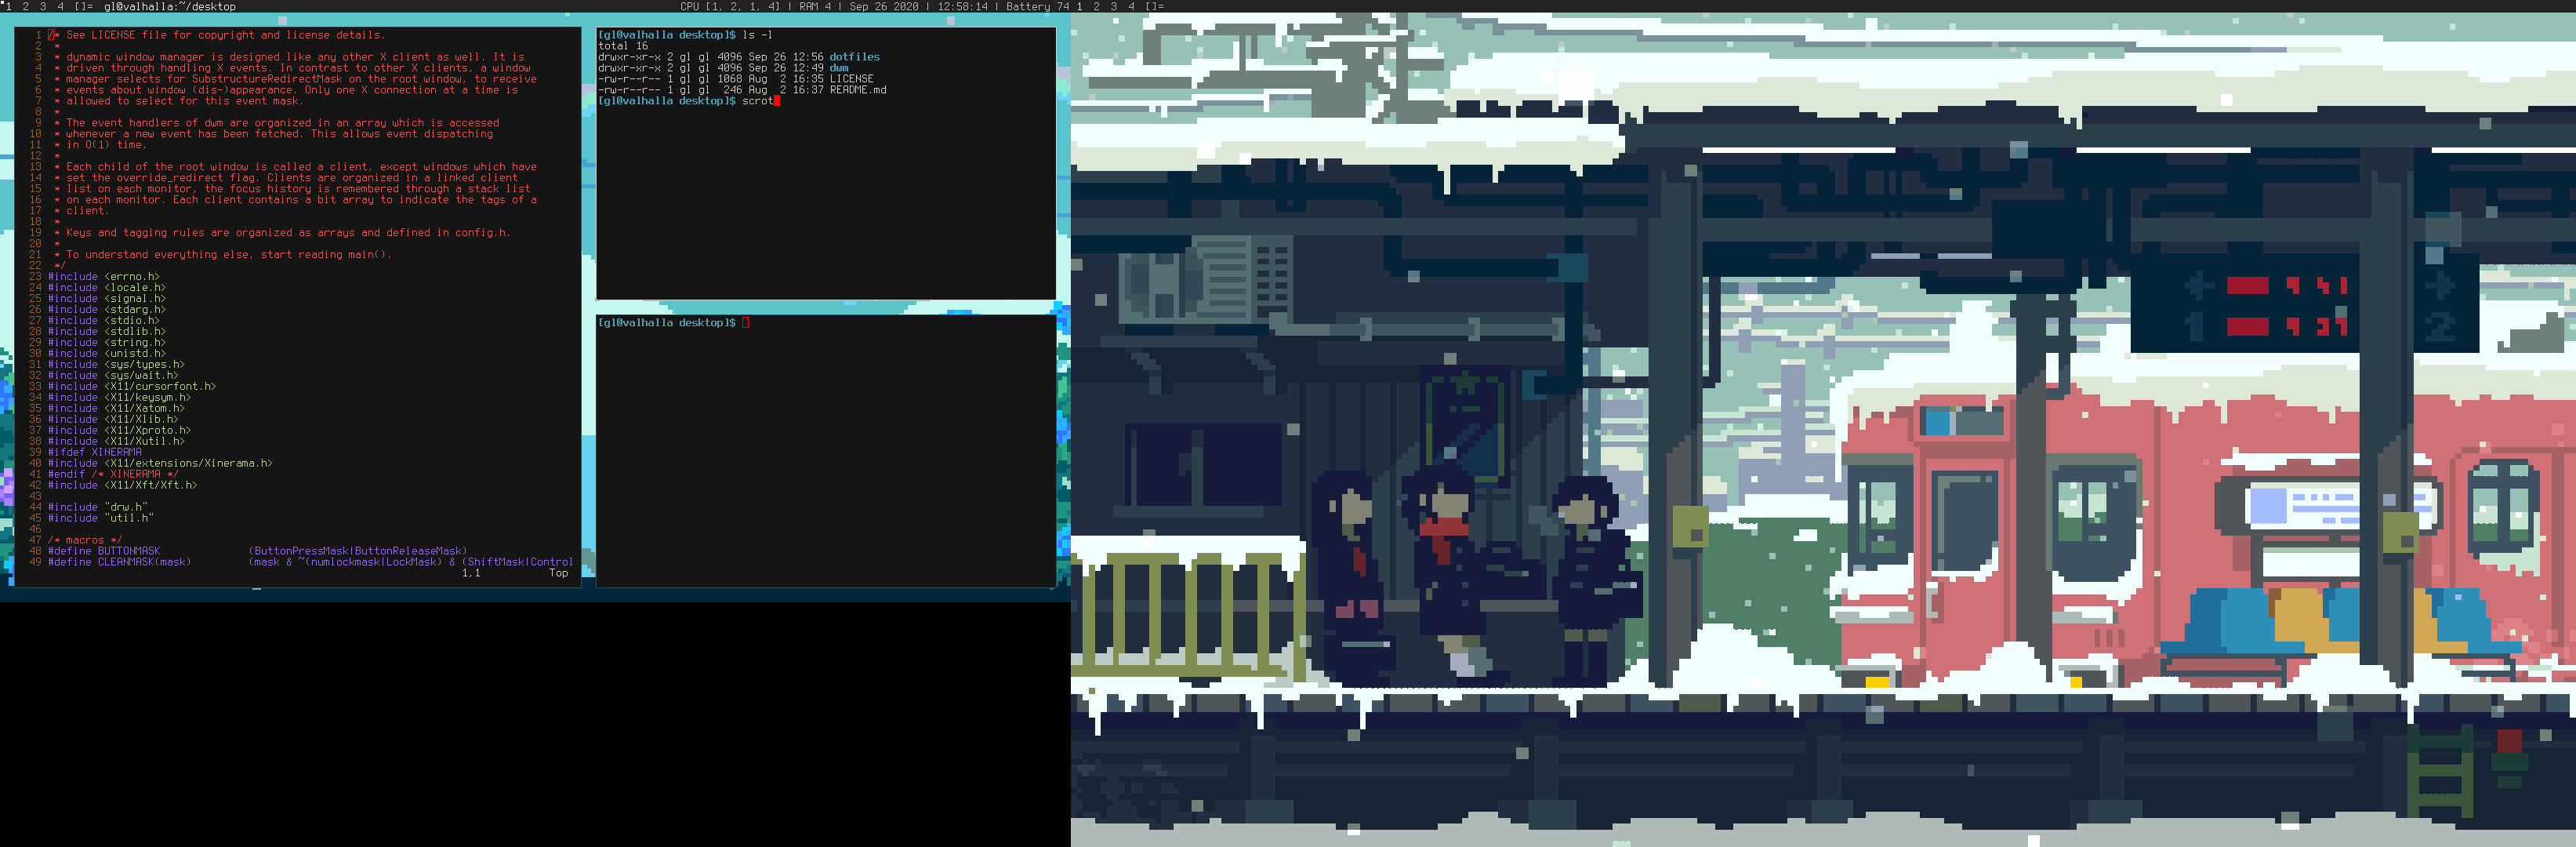 1 2 3 4 []= gl@valhalla:~/desktop
CPU [1, 2, 1, 4] | RAM 4 | Sep 26 2020 | 12:58:14 | Battery 74
1 2 3 4 []=
1 /* See LICENSE file for copyright and license details.
2  *
3  * dynamic window manager is designed like any other X client as well. It is
4  * driven through handling X events. In contrast to other X clients, a window
5  * manager selects for SubstructureRedirectMask on the root window, to receive
6  * events about window (dis-)appearance. Only one X connection at a time is
7  * allowed to select for this event mask.
8  *
9  * The event handlers of dwm are organized in an array which is accessed
10  * whenever a new event has been fetched. This allows event dispatching
11  * in O(1) time.
12  *
13  * Each child of the root window is called a client, except windows which have
14  * set the override_redirect flag. Clients are organized in a linked client
15  * list on each monitor, the focus history is remembered through a stack list
16  * on each monitor. Each client contains a bit array to indicate the tags of a
17  * client.
18  *
19  * Keys and tagging rules are organized as arrays and defined in config.h.
20  *
21  * To understand everything else, start reading main().
22  */
23 #include <errno.h>
24 #include <locale.h>
25 #include <signal.h>
26 #include <stdarg.h>
27 #include <stdio.h>
28 #include <stdlib.h>
29 #include <string.h>
30 #include <unistd.h>
31 #include <sys/types.h>
32 #include <sys/wait.h>
33 #include <X11/cursorfont.h>
34 #include <X11/keysym.h>
35 #include <X11/Xatom.h>
36 #include <X11/Xlib.h>
37 #include <X11/Xproto.h>
38 #include <X11/Xutil.h>
39 #ifdef XINERAMA
40 #include <X11/extensions/Xinerama.h>
41 #endif /* XINERAMA */
42 #include <X11/Xft/Xft.h>
43
44 #include "drw.h"
45 #include "util.h"
46
47 /* macros */
48 #define BUTTONMASK              (ButtonPressMask|ButtonReleaseMask)
49 #define CLEANMASK(mask)         (mask & ~(numlockmask|LockMask) & (ShiftMask|Control
1,1 Top
[gl@valhalla desktop]$ ls -l
total 16
drwxr-xr-x 2 gl gl 4096 Sep 26 12:56 dotfiles
drwxr-xr-x 2 gl gl 4096 Sep 26 12:49 dwm
-rw-r--r-- 1 gl gl 1068 Aug  2 16:35 LICENSE
-rw-r--r-- 1 gl gl  246 Aug  2 16:37 README.md
[gl@valhalla desktop]$ scrot
[gl@valhalla desktop]$